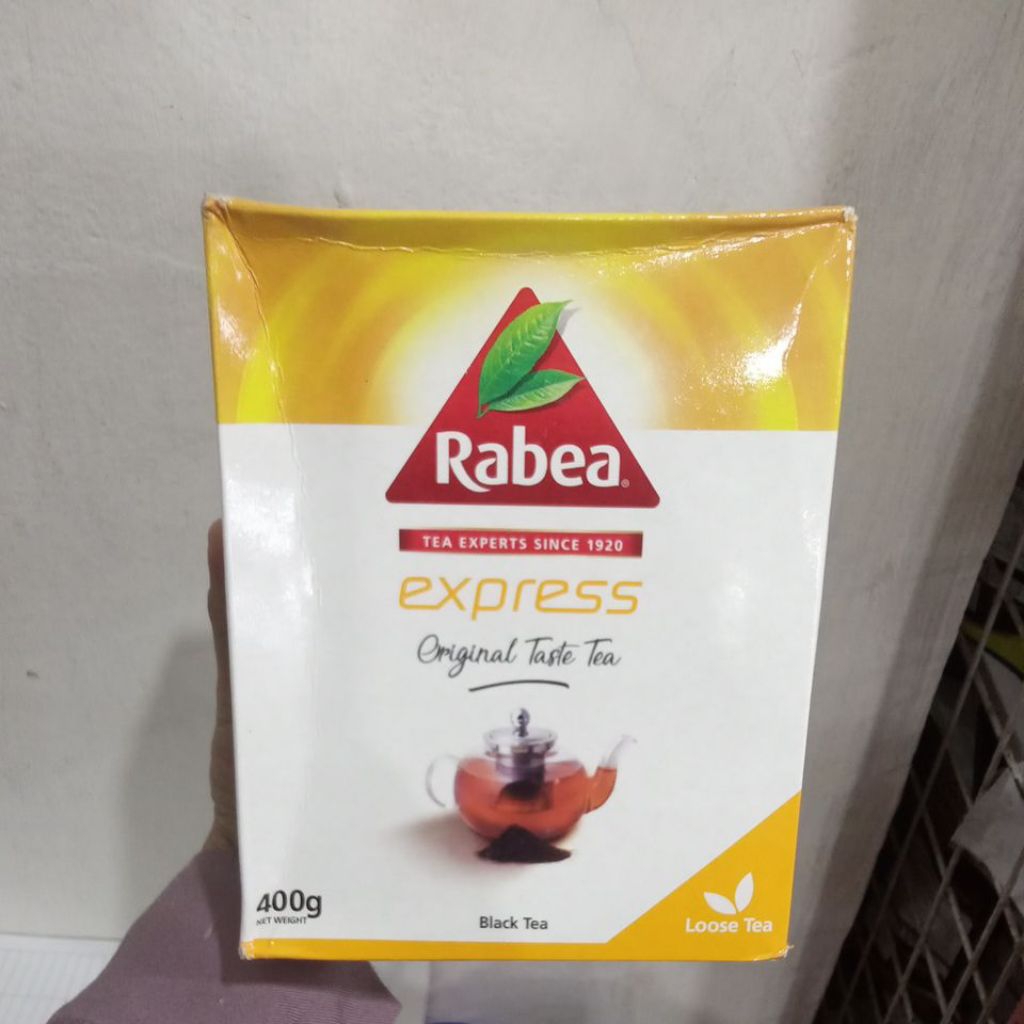 Rabea®
TEA EXPERTS SINCE 1920
express
Original Taste Tea
400g
NET WEIGHT
Black Tea
Loose Tea